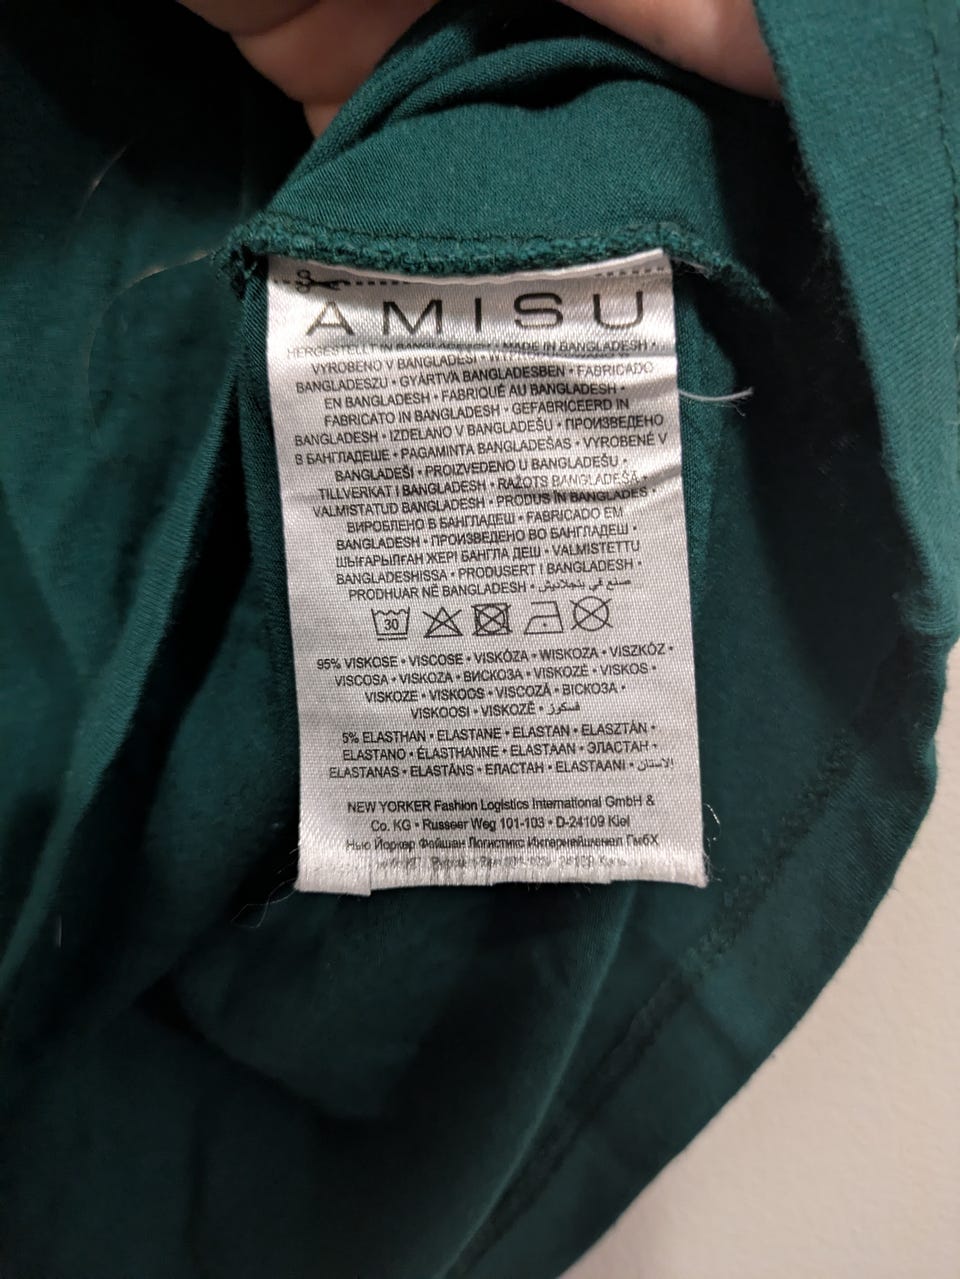 AMISU
HERGESTELLT IN BANGLADESCH • MADE IN BANGLADESH •
VYROBENO V BANGLADÉŠI •
BANGLADESZU • GYÁRTVA BANGLADESBEN • FABRICADO
EN BANGLADESH • FABRIQUÉ AU BANGLADESH •
FABRICATO IN BANGLADESH • GEFABRICEERD IN
BANGLADESH • IZDELANO V BANGLADEŠU • ПРОИЗВЕДЕНО
В БАНГЛАДЕШЕ • PAGAMINTA BANGLADEŠAS • VYROBENÉ V
BANGLADEŠI • PROIZVEDENO U BANGLADEŠU •
TILLVERKAT I BANGLADESH • RAŽOTS BANGLADEŠĀ •
VALMISTATUD BANGLADESH • PRODUS ÎN BANGLADES •
ВИРОБЛЕНО В БАНГЛАДЕШ • FABRICADO EM
BANGLADESH • ПРОИЗВЕДЕНО ВО БАНГЛАДЕШ •
ШЫҒАРЫЛҒАН ЖЕРІ БАНГЛА ДЕШ • VALMISTETTU
BANGLADESHISSA • PRODUSERT I BANGLADESH •
PRODHUAR NË BANGLADESH • صنع في بنجلاديش
30
95% VISKOSE • VISCOSE • VISKÓZA • WISKOZA • VISZKÓZ •
VISCOSA • VISKOZA • ВИСКОЗА • VISKOZĖ • VISKOS •
VISKOZE • VISKOOS • VISCOZĂ • ВІСКОЗА •
VISKOOSI • VISKOZË • فسكوز
5% ELASTHAN • ELASTANE • ELASTAN • ELASZTÁN •
ELASTANO • ÉLASTHANNE • ELASTAAN • ЭЛАСТАН •
ELASTANAS • ELASTĀNS • ЕЛАСТАН • ELASTAANI • الاستان
NEW YORKER Fashion Logistics International GmbH &
Co. KG • Russeer Weg 101-103 • D-24109 Kiel
Нью Йоркер Фэйшан Логистикс Интернейшенел ГмбХ